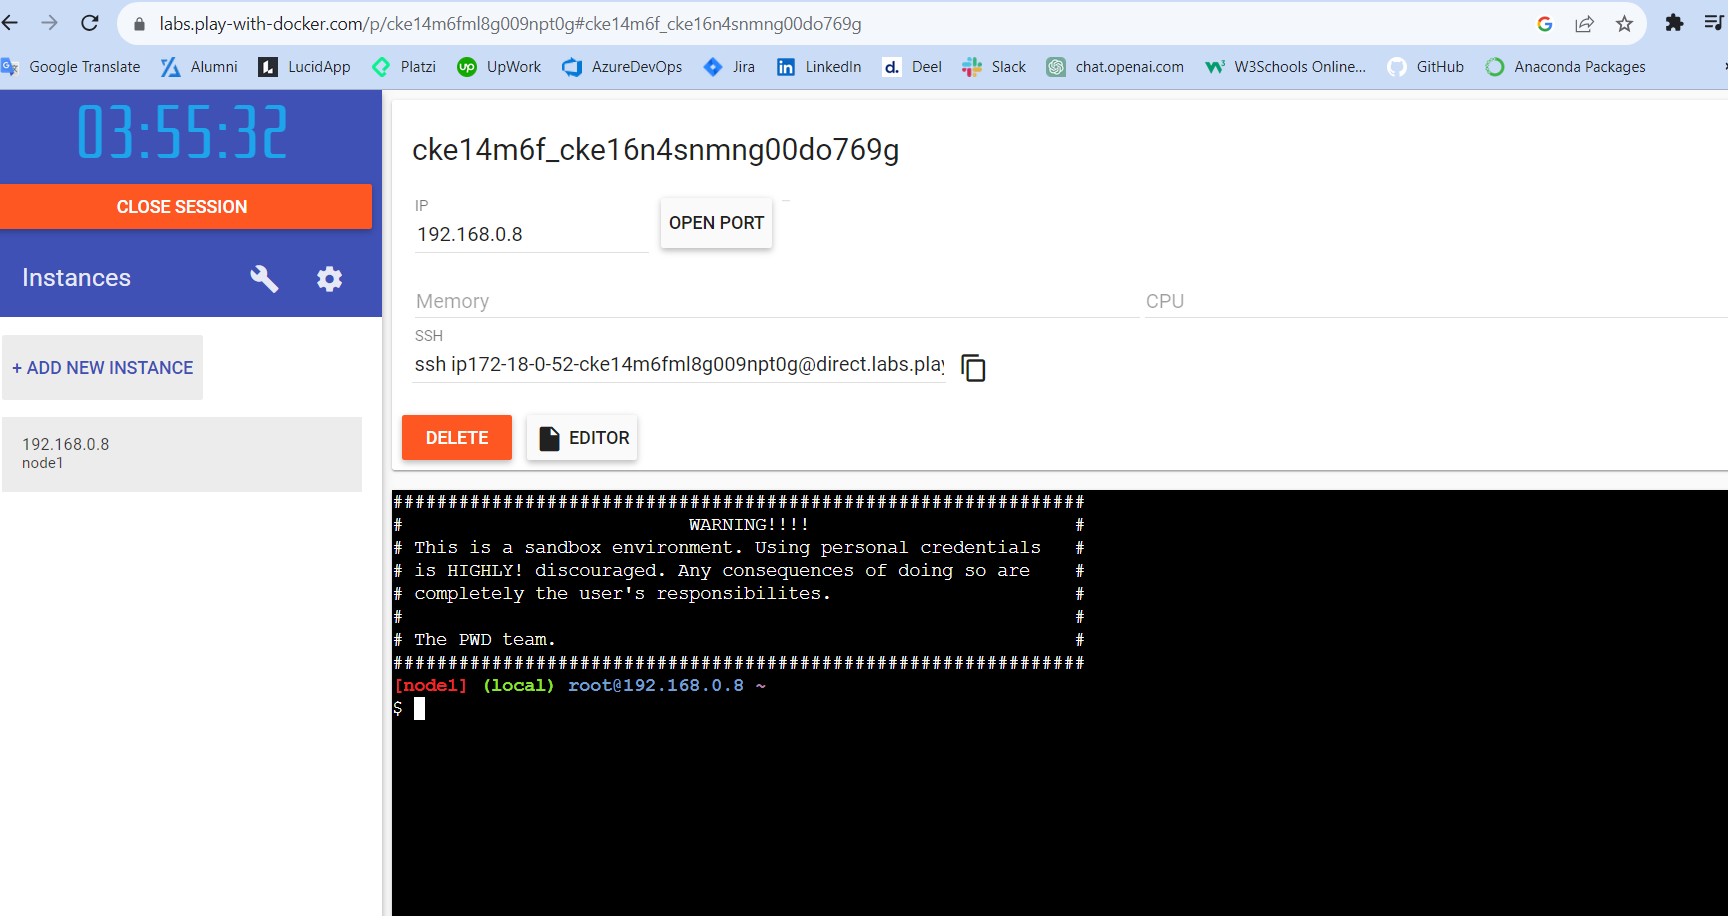 labs.play-with-docker.com/p/cke14m6fml8g009npt0g#cke14m6f_cke16n4snmng00do769g
Google Translate Alumni LucidApp Platzi UpWork AzureDevOps Jira LinkedIn Deel Slack chat.openai.com W3Schools Online... GitHub Anaconda Packages
03:55:32
CLOSE SESSION
Instances
+ ADD NEW INSTANCE
192.168.0.8
node1
cke14m6f_cke16n4snmng00do769g
IP
192.168.0.8
OPEN PORT
Memory CPU
SSH
ssh ip172-18-0-52-cke14m6fml8g009npt0g@direct.labs.play
DELETE EDITOR
###############################################################
# WARNING!!!! #
# This is a sandbox environment. Using personal credentials #
# is HIGHLY! discouraged. Any consequences of doing so are #
# completely the user's responsibilites. #
# #
# The PWD team. #
###############################################################
[node1] (local) root@192.168.0.8 ~
$